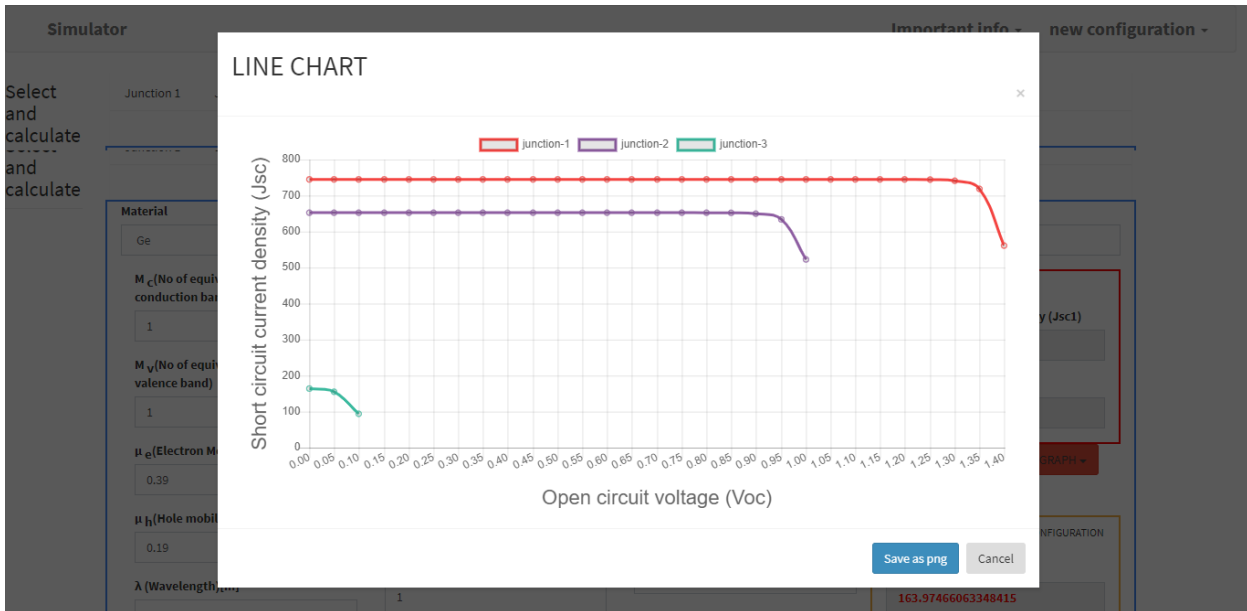 Simulator
Important info
new configuration
Select
and
calculate
and
calculate
Junction 1
Material
Ge
M c(No of equiv
conduction ban
1
M v(No of equiv
valence band)
1
μ e(Electron Mo
0.39
μ h(Hole mobil
0.19
λ (Wavelength)[m]
1
LINE CHART
×
junction-1
junction-2
junction-3
Short circuit current density (Jsc)
800
700
600
500
400
300
200
100
0
0.00 0.05 0.10 0.15 0.20 0.25 0.30 0.35 0.40 0.45 0.50 0.55 0.60 0.65 0.70 0.75 0.80 0.85 0.90 0.95 1.00 1.05 1.10 1.15 1.20 1.25 1.30 1.35 1.40
Open circuit voltage (Voc)
Save as png
Cancel
y (Jsc1)
GRAPH
NFIGURATION
163.97466063348415